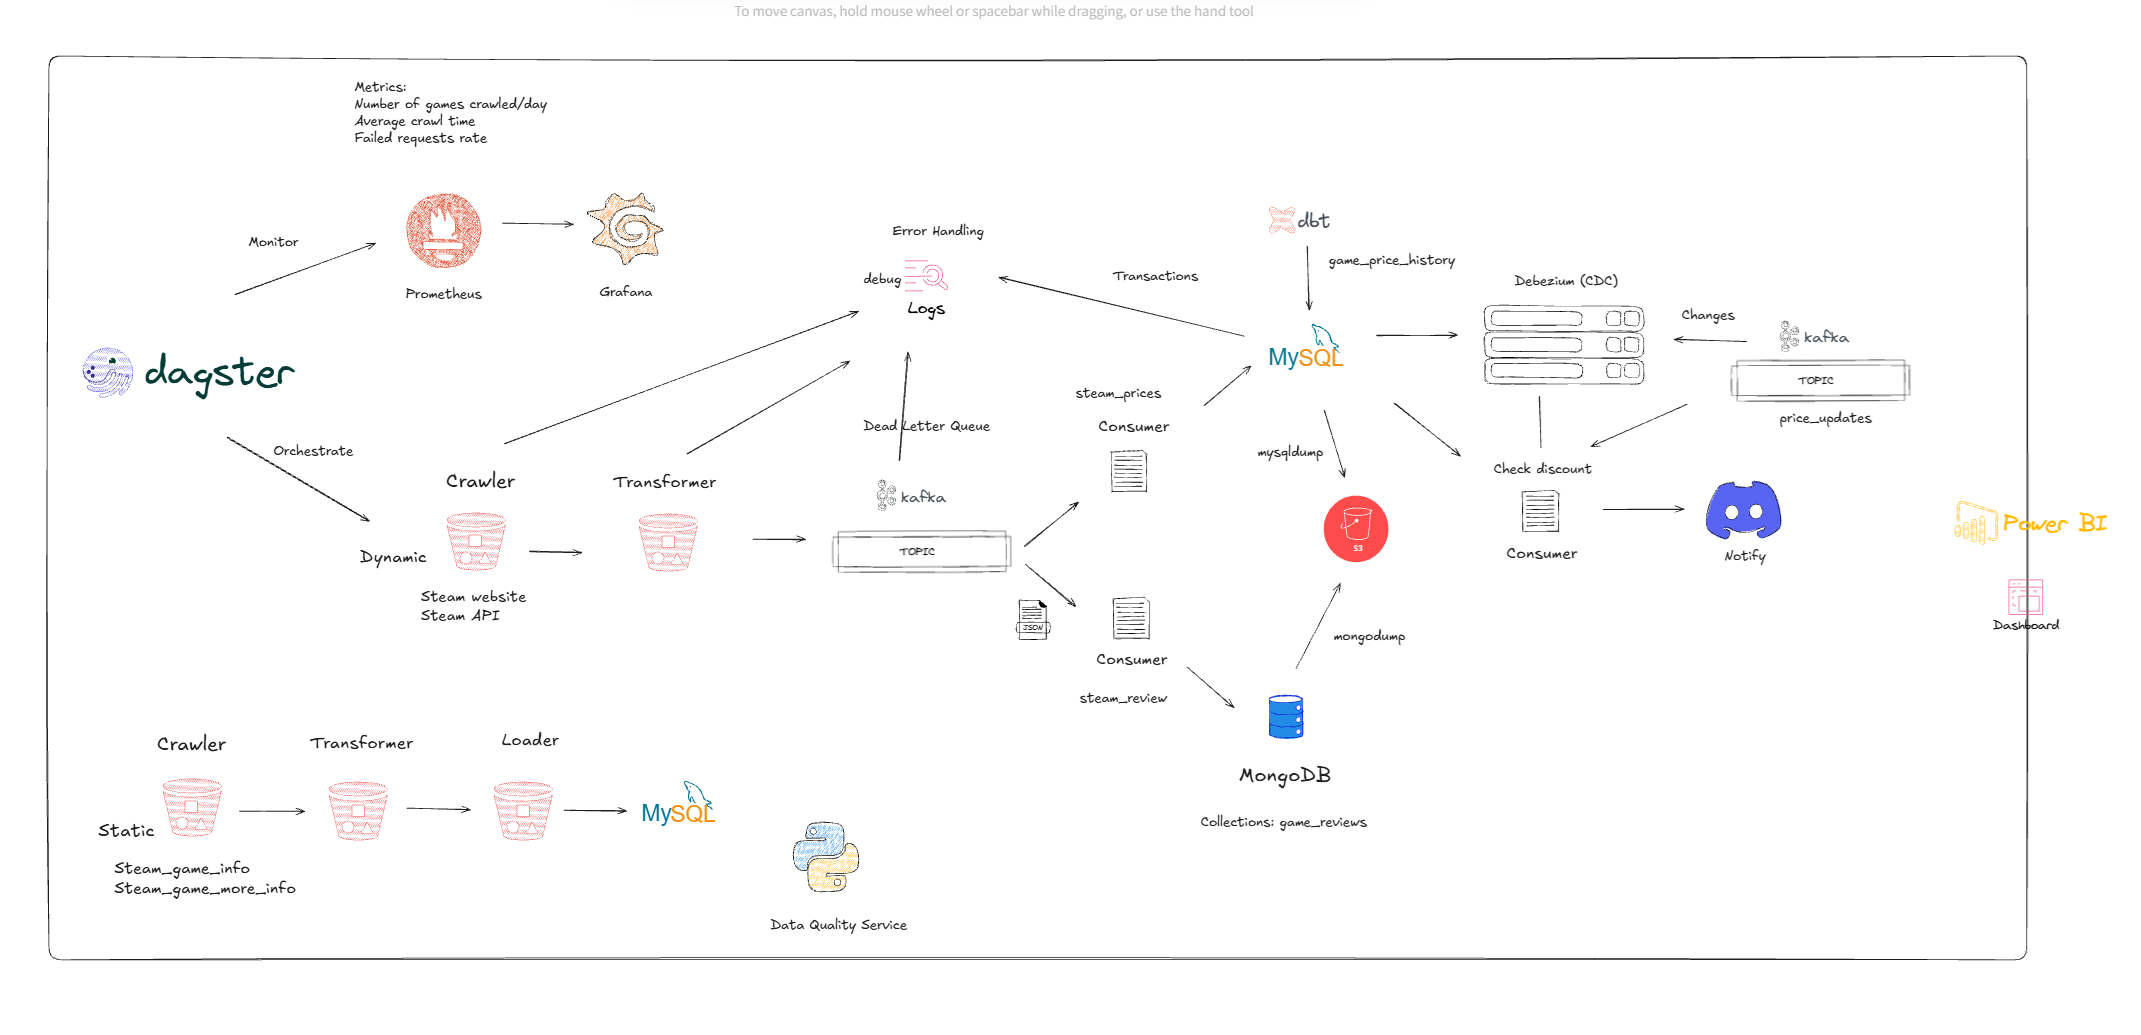 To move canvas, hold mouse wheel or spacebar while dragging, or use the hand tool
Metrics:
Number of games crawled/day
Average crawl time
Failed requests rate
Monitor
Prometheus
Grafana
dagster
Orchestrate
Error Handling
debug
Logs
Transactions
dbt
game_price_history
MySQL
Debezium (CDC)
Changes
kafka
TOPIC
price_updates
steam_prices
Consumer
Dead Letter Queue
kafka
TOPIC
Crawler
Transformer
Dynamic
Steam website
Steam API
JSON
Consumer
steam_review
mysqldump
S3
mongodump
MongoDB
Collections: game_reviews
Check discount
Consumer
Notify
Power BI
Dashboard
Crawler
Transformer
Loader
Static
MySQL
Steam_game_info
Steam_game_more_info
Data Quality Service